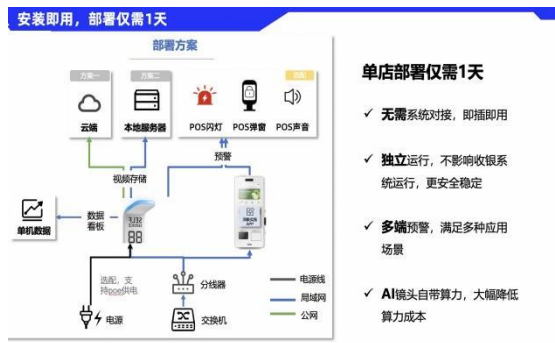 安装即用，部署仅需1天
部署方案
方案一
方案二
选配
云端
本地服务器
POS闪灯
POS弹窗
POS声音
视频存储
预警
单机数据
数据
看板
88
选配，支
持poe供电
分线器
电源
交换机
电源线
局域网
公网
单店部署仅需1天
✓ 无需系统对接，即插即用
✓ 独立运行，不影响收银系
统运行，更安全稳定
✓ 多端预警，满足多种应用
场景
✓ AI镜头自带算力，大幅降低
算力成本